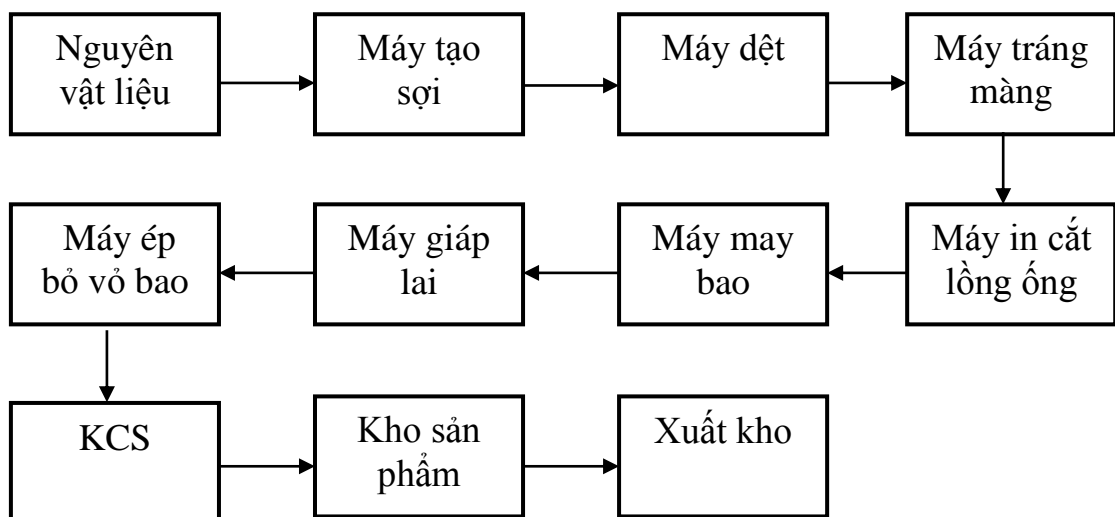 Nguyên
vật liệu
Máy tạo
sợi
Máy dệt
Máy tráng
màng
Máy in cắt
lồng ống
Máy may
bao
Máy giáp
lai
Máy ép
bỏ vỏ bao
KCS
Kho sản
phẩm
Xuất kho